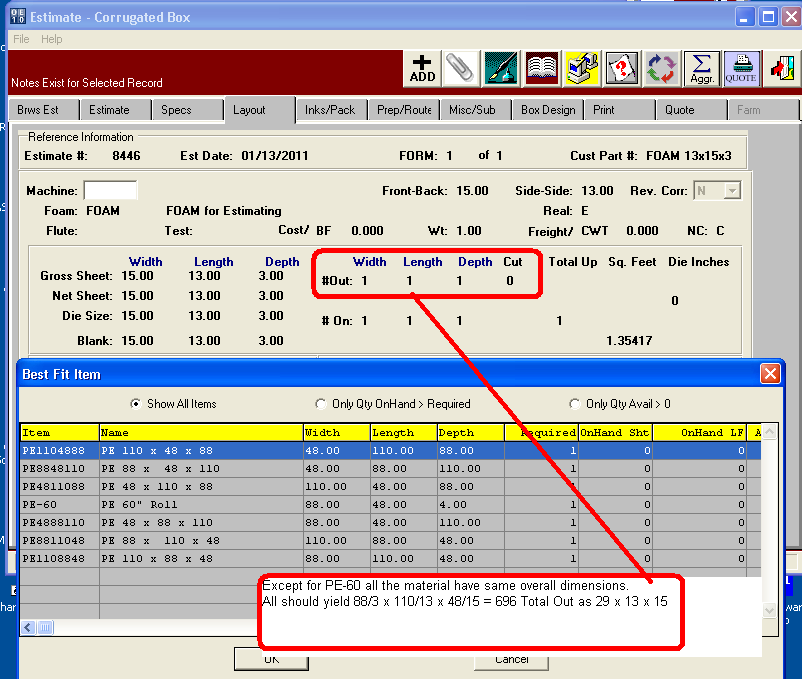 Estimate - Corrugated Box
File Help
Notes Exist for Selected Record
ADD
Aggr.
QUOTE
Brws Est Estimate Specs Layout Inks/Pack Prep/Route Misc/Sub Box Design Print Quote Farm
Reference Information
Estimate #: 8446 Est Date: 01/13/2011 FORM: 1 of 1 Cust Part #: FOAM 13x15x3
Machine: Front-Back: 15.00 Side-Side: 13.00 Rev. Corr: N
Foam: FOAM FOAM for Estimating Real: E
Flute: Test: Cost/ BF 0.000 Wt: 1.00 Freight/ CWT 0.000 NC: C
Width Length Depth Width Length Depth Cut Total Up Sq. Feet Die Inches
Gross Sheet: 15.00 13.00 3.00 #Out: 1 1 1 0
Net Sheet: 15.00 13.00 3.00 0
Die Size: 15.00 13.00 3.00 # On: 1 1 1 1
Blank: 15.00 13.00 3.00 1.35417
Best Fit Item
Show All Items Only Qty OnHand > Required Only Qty Avail > 0
Item Name Width Length Depth Required OnHand Sht OnHand LF A
PE1104888 PE 110 x 48 x 88 48.00 110.00 88.00 1 0 0
PE8848110 PE 88 x 48 x 110 48.00 88.00 110.00 1 0 0
PE4811088 PE 48 x 110 x 88 48.00 110.00 88.00 1 0 0
PE-60 PE 60" Roll 88.00 48.00 4.00 1 0 0
PE4888110 PE 48 x 88 x 110 88.00 48.00 110.00 1 0 0
PE8811048 PE 88 x 110 x 48 88.00 110.00 48.00 1 0 0
PE1108848 PE 110 x 88 x 48 88.00 110.00 48.00 1 0 0
Except for PE-60 all the material have same overall dimensions.
All should yield 88/3 x 110/13 x 48/15 = 696 Total Out as 29 x 13 x 15
OK Cancel